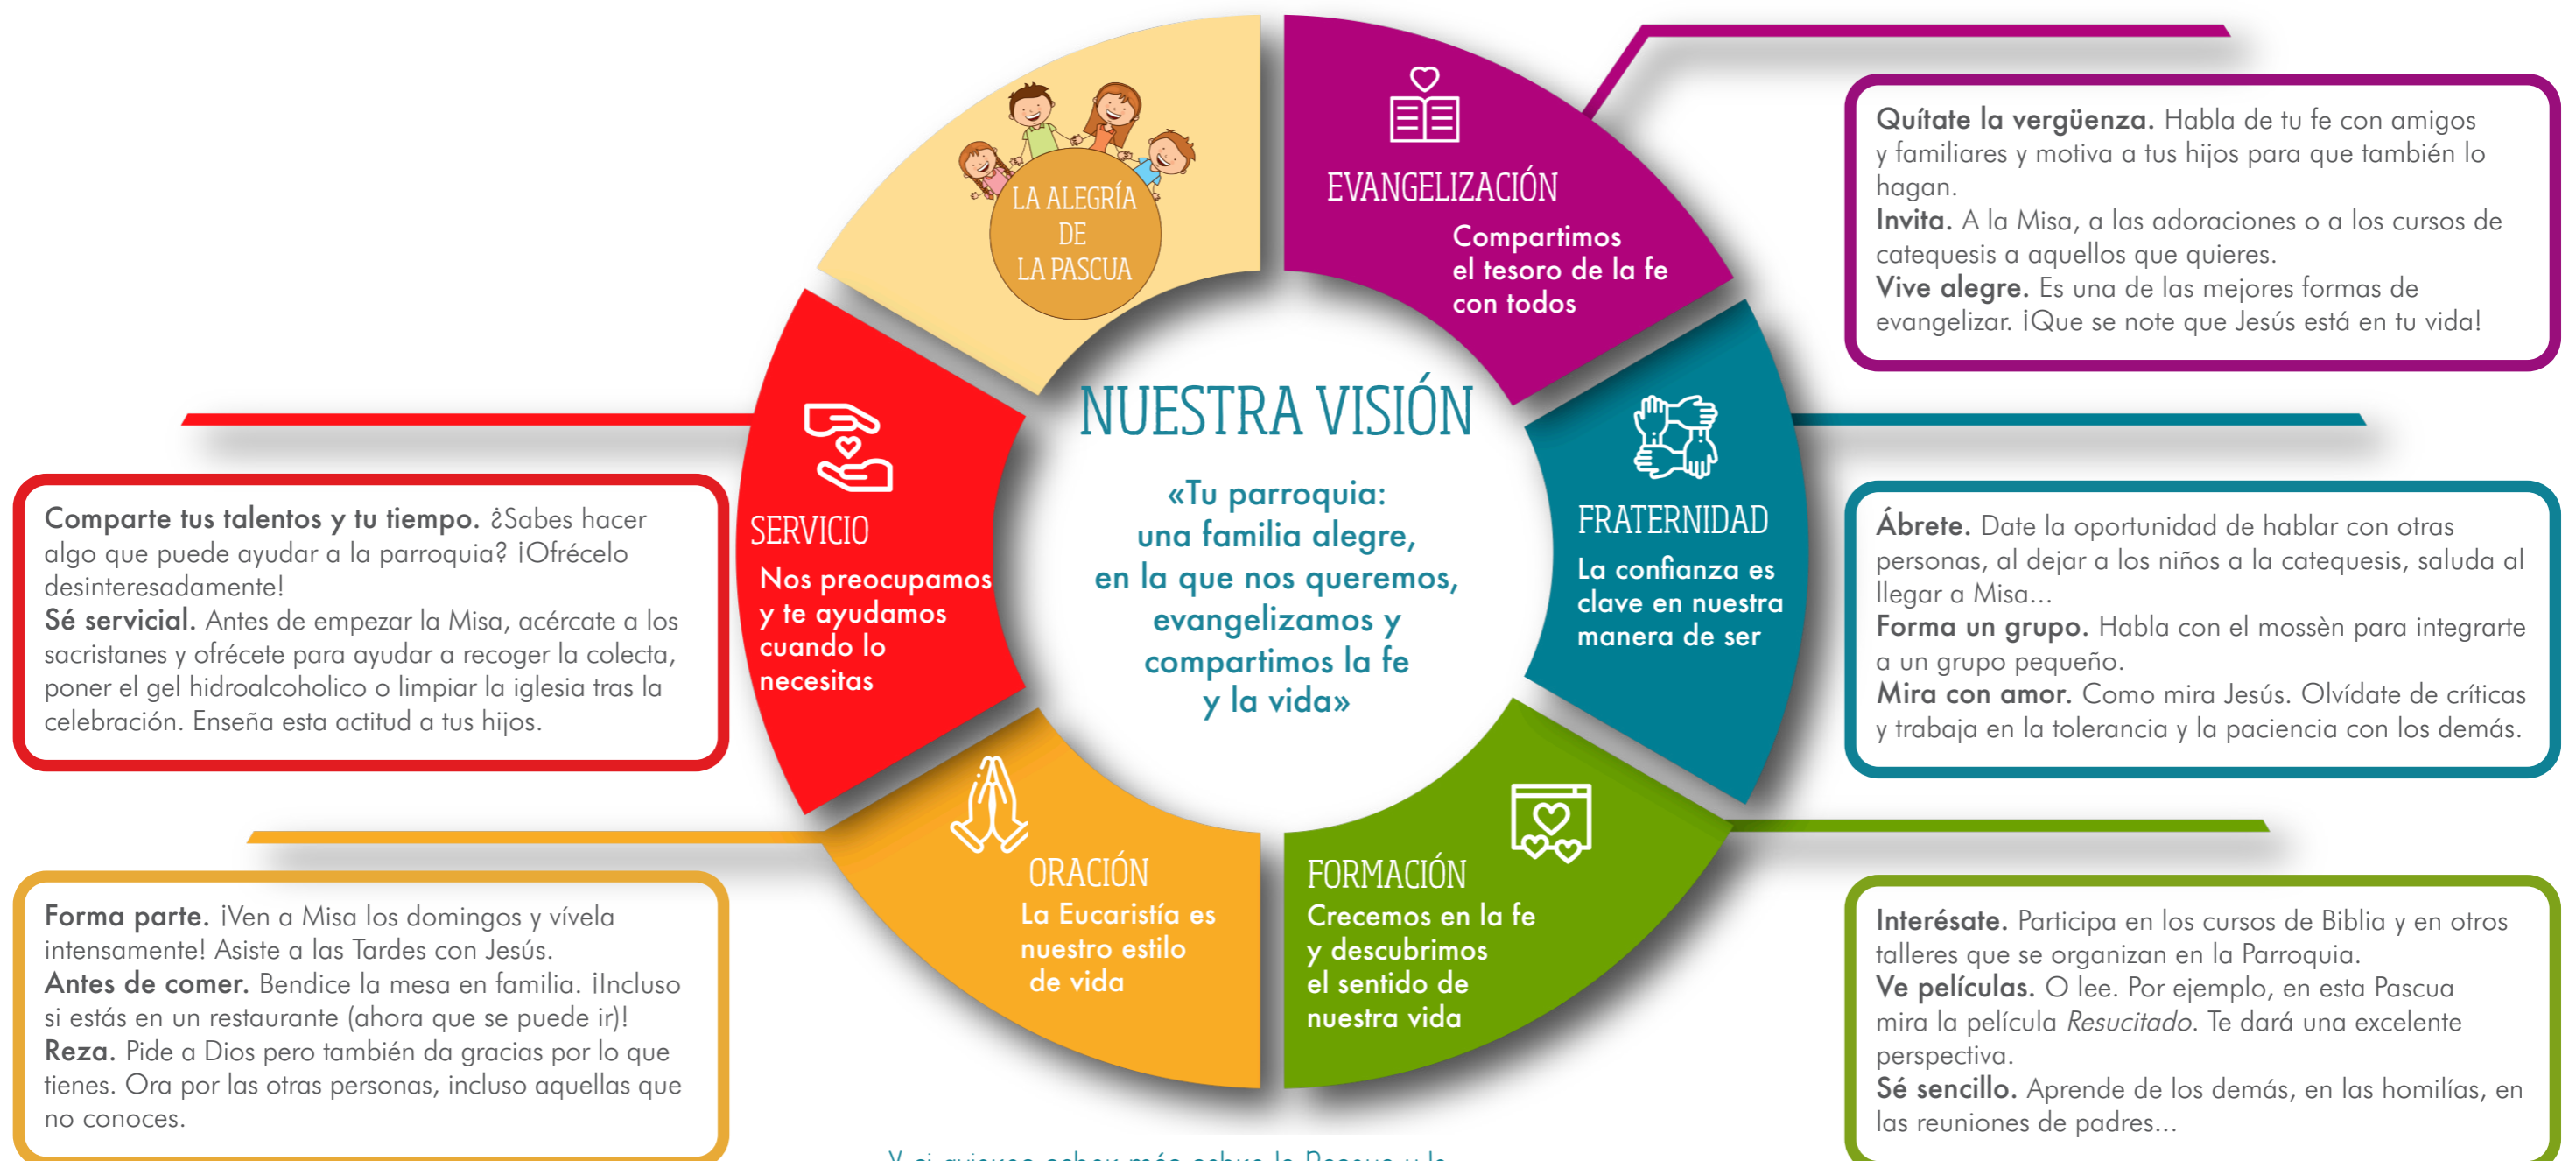 LA ALEGRÍA
DE
LA PASCUA
EVANGELIZACIÓN
Compartimos
el tesoro de la fe
con todos
Quítate la vergüenza. Habla de tu fe con amigos
y familiares y motiva a tus hijos para que también lo
hagan.
Invita. A la Misa, a las adoraciones o a los cursos de
catequesis a aquellos que quieres.
Vive alegre. Es una de las mejores formas de
evangelizar. ¡Que se note que Jesús está en tu vida!
NUESTRA VISIÓN
«Tu parroquia:
una familia alegre,
en la que nos queremos,
evangelizamos y
compartimos la fe
y la vida»
SERVICIO
Nos preocupamos
y te ayudamos
cuando lo
necesitas
Comparte tus talentos y tu tiempo. ¿Sabes hacer
algo que puede ayudar a la parroquia? ¡Ofrécelo
desinteresadamente!
Sé servicial. Antes de empezar la Misa, acércate a los
sacristanes y ofrécete para ayudar a recoger la colecta,
poner el gel hidroalcoholico o limpiar la iglesia tras la
celebración. Enseña esta actitud a tus hijos.
FRATERNIDAD
La confianza es
clave en nuestra
manera de ser
Ábrete. Date la oportunidad de hablar con otras
personas, al dejar a los niños a la catequesis, saluda al
llegar a Misa...
Forma un grupo. Habla con el mossèn para integrarte
a un grupo pequeño.
Mira con amor. Como mira Jesús. Olvídate de críticas
y trabaja en la tolerancia y la paciencia con los demás.
ORACIÓN
La Eucaristía es
nuestro estilo
de vida
Forma parte. ¡Ven a Misa los domingos y vívela
intensamente! Asiste a las Tardes con Jesús.
Antes de comer. Bendice la mesa en familia. ¡Incluso
si estás en un restaurante (ahora que se puede ir)!
Reza. Pide a Dios pero también da gracias por lo que
tienes. Ora por las otras personas, incluso aquellas que
no conoces.
FORMACIÓN
Crecemos en la fe
y descubrimos
el sentido de
nuestra vida
Interésate. Participa en los cursos de Biblia y en otros
talleres que se organizan en la Parroquia.
Ve películas. O lee. Por ejemplo, en esta Pascua
mira la película Resucitado. Te dará una excelente
perspectiva.
Sé sencillo. Aprende de los demás, en las homilías, en
las reuniones de padres...
Y si quieres saber más sobre la Pascua y la